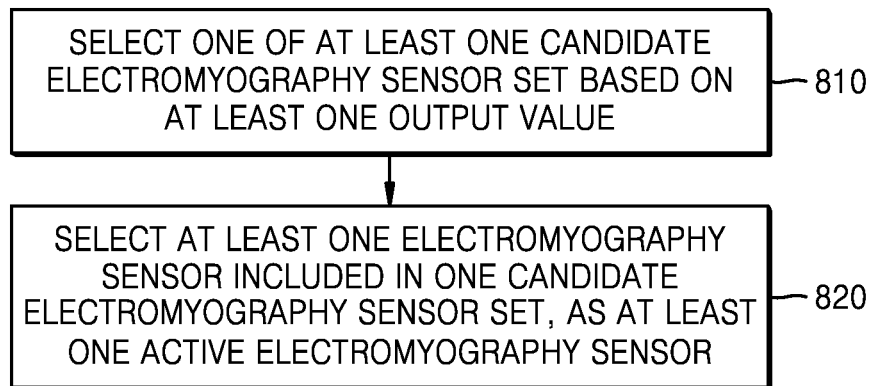 SELECT ONE OF AT LEAST ONE CANDIDATE
ELECTROMYOGRAPHY SENSOR SET BASED ON
AT LEAST ONE OUTPUT VALUE
810
SELECT AT LEAST ONE ELECTROMYOGRAPHY
SENSOR INCLUDED IN ONE CANDIDATE
ELECTROMYOGRAPHY SENSOR SET, AS AT LEAST
ONE ACTIVE ELECTROMYOGRAPHY SENSOR
820